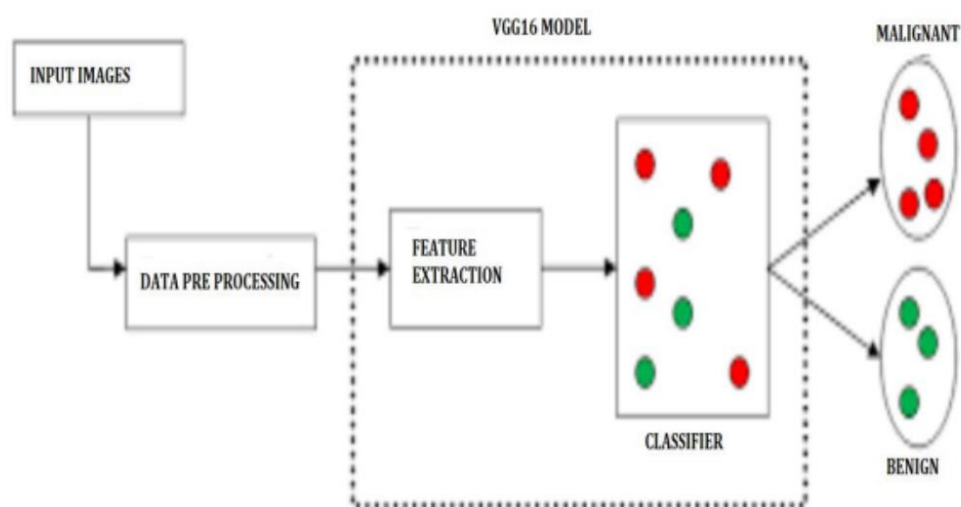 VGG16 MODEL
MALIGNANT
INPUT IMAGES
DATA PRE PROCESSING
FEATURE
EXTRACTION
CLASSIFIER
BENIGN